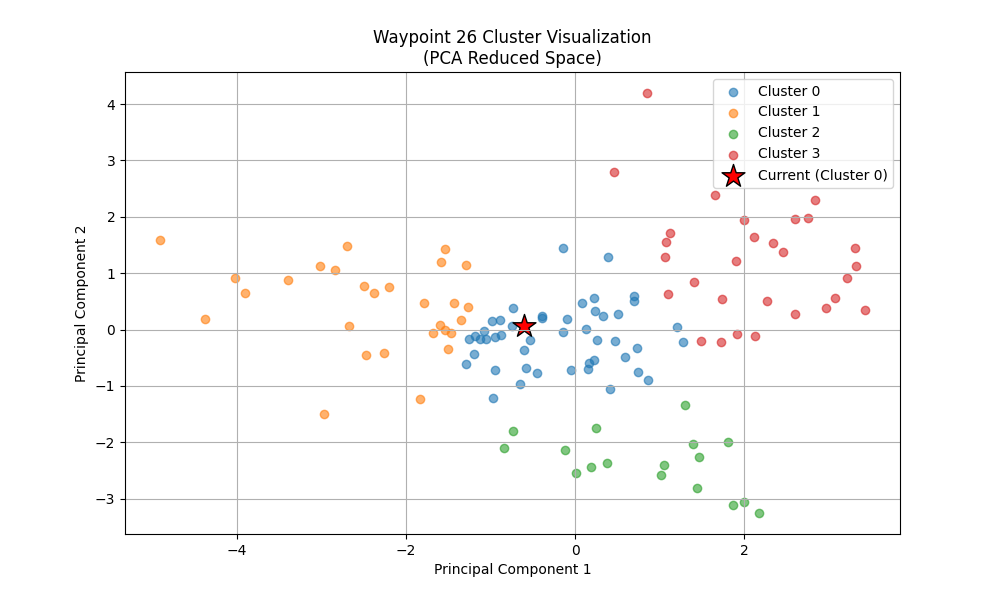 Waypoint 26 Cluster Visualization
(PCA Reduced Space)
Cluster 0
Cluster 1
Cluster 2
Cluster 3
Current (Cluster 0)
Principal Component 2
4
3
2
1
0
−1
−2
−3
−4
−2
0
2
Principal Component 1